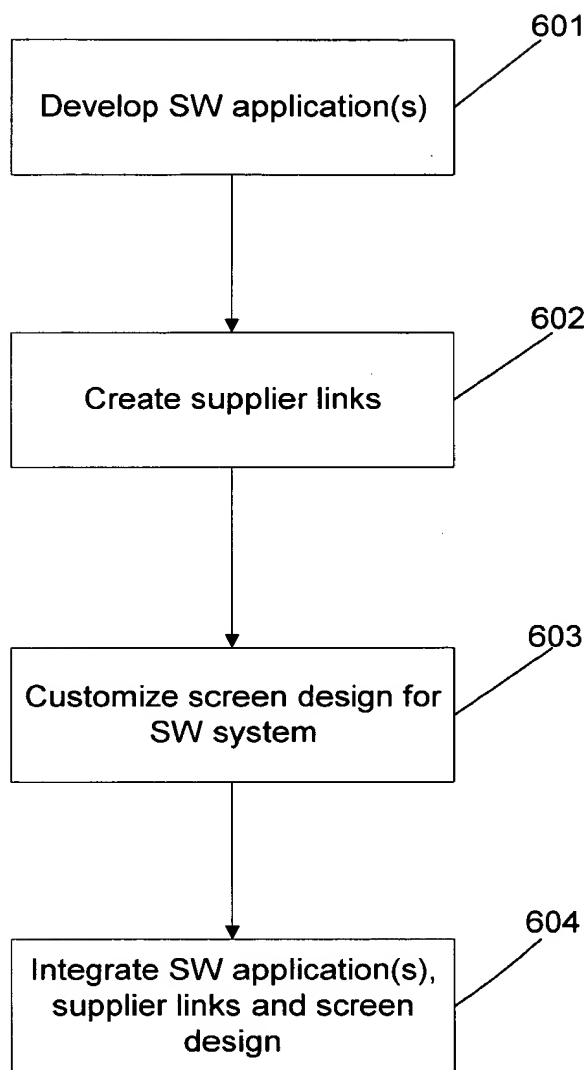 601
Develop SW application(s)
602
Create supplier links
603
Customize screen design for
SW system
604
Integrate SW application(s),
supplier links and screen
design